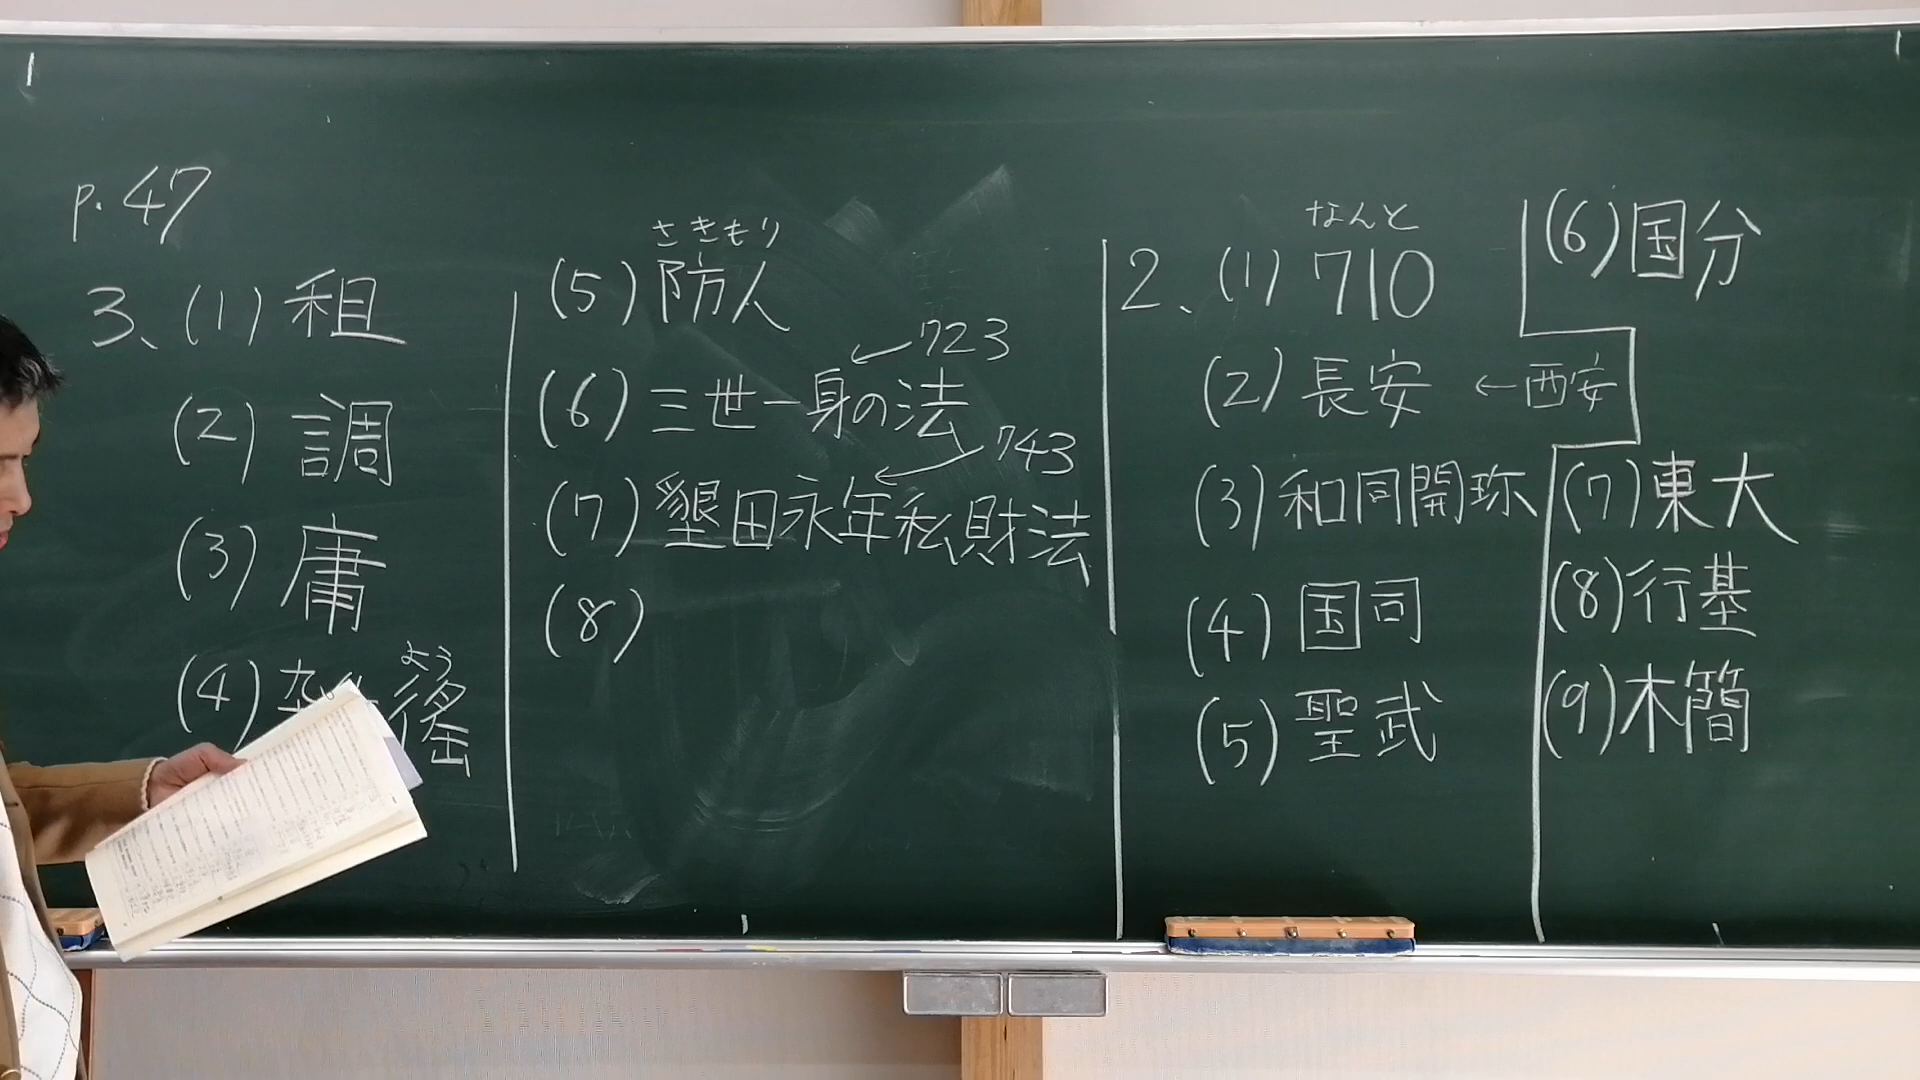 p.47
3、(1) 租
(2) 調
(3) 庸
よう
(4) 徭
さきもり
(5) 防人
723
(6) 三世一身の法
743
(7) 墾田永年私財法
(8)
なんと
2、(1) 710
(2) 長安 ←西安
(3) 和同開珎
(4) 国司
(5) 聖武
(6) 国分
(7) 東大
(8) 行基
(9) 木簡